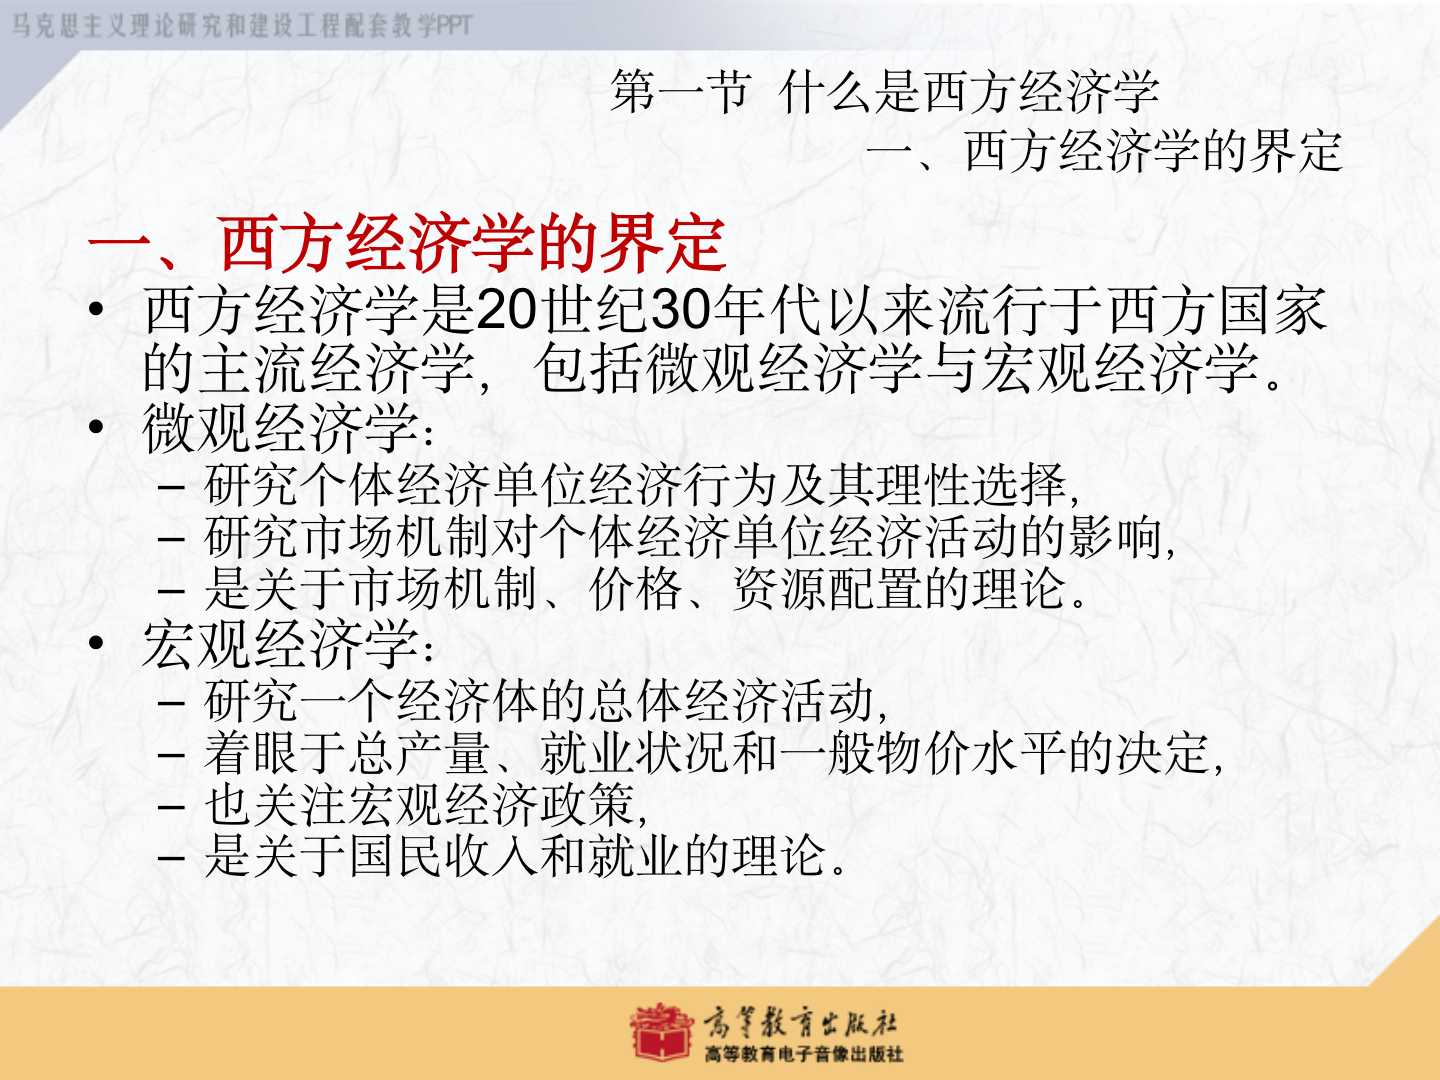 马克思主义理论研究和建设工程配套教学PPT
第一节 什么是西方经济学
一、西方经济学的界定
一、西方经济学的界定
• 西方经济学是20世纪30年代以来流行于西方国家
的主流经济学，包括微观经济学与宏观经济学。
• 微观经济学：
– 研究个体经济单位经济行为及其理性选择，
– 研究市场机制对个体经济单位经济活动的影响，
– 是关于市场机制、价格、资源配置的理论。
• 宏观经济学：
– 研究一个经济体的总体经济活动，
– 着眼于总产量、就业状况和一般物价水平的决定，
– 也关注宏观经济政策，
– 是关于国民收入和就业的理论。
高等教育出版社
高等教育电子音像出版社